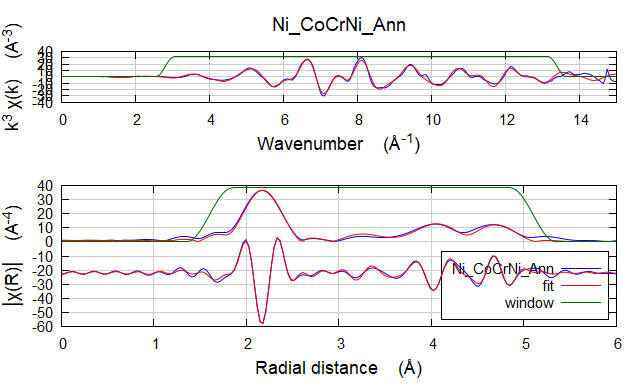 Ni_CoCrNi_Ann
k³ χ(k) (Å⁻³)
40
30
20
10
0
-10
-20
-30
-40
0 2 4 6 8 10 12 14
Wavenumber (Å⁻¹)
|χ(R)| (Å⁻⁴)
40
30
20
10
0
-10
-20
-30
-40
-50
-60
Ni_CoCrNi_Ann
fit
window
0 1 2 3 4 5 6
Radial distance (Å)